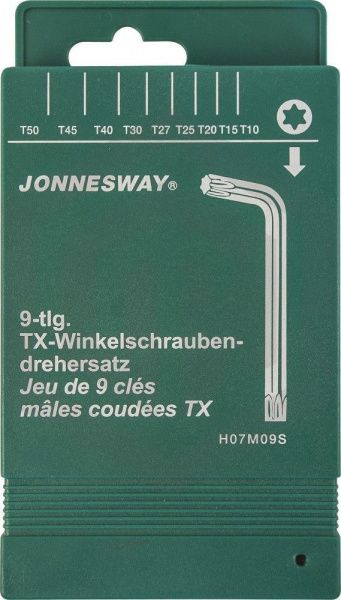 T50 T45 T40 T30 T27 T25 T20 T15 T10
JONNESWAY®
9-tlg.
TX-Winkelschrauben-
drehersatz
Jeu de 9 clés
mâles coudées TX
H07M09S